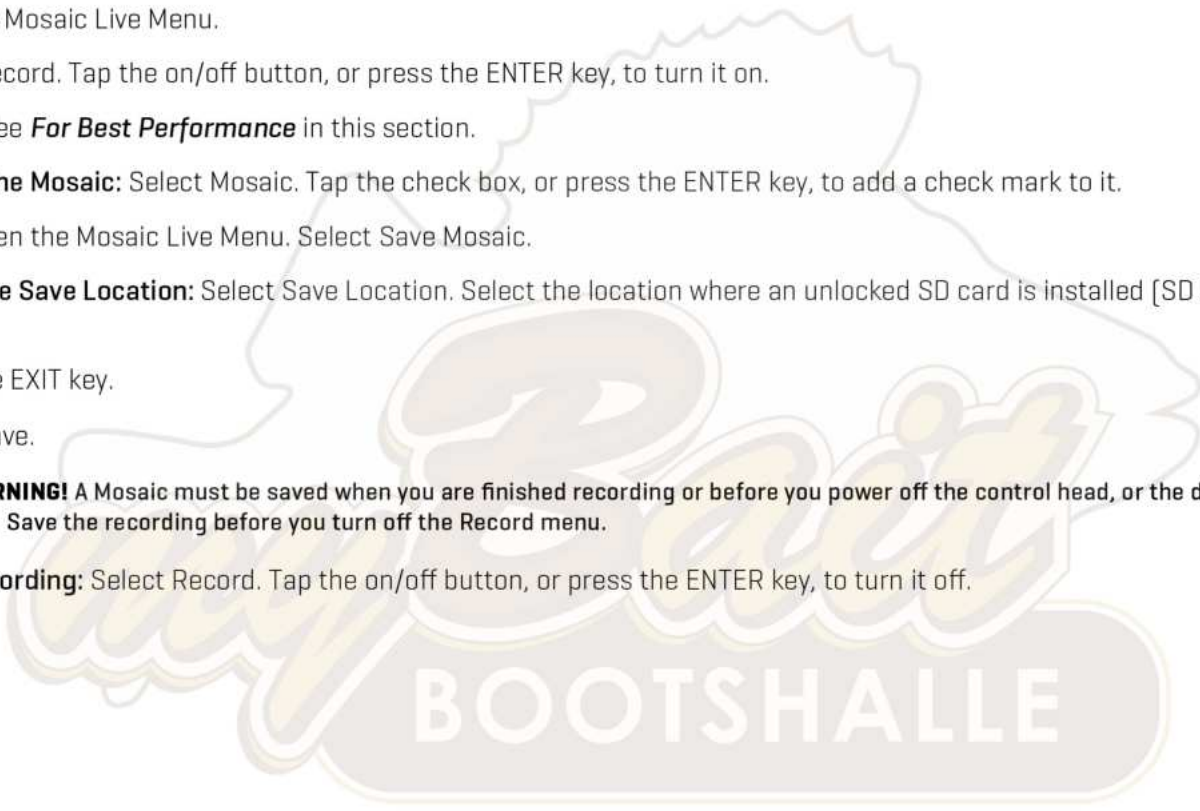 Mosaic Live Menu.
ecord. Tap the on/off button, or press the ENTER key, to turn it on.
ee For Best Performance in this section.
he Mosaic: Select Mosaic. Tap the check box, or press the ENTER key, to add a check mark to it.
en the Mosaic Live Menu. Select Save Mosaic.
e Save Location: Select Save Location. Select the location where an unlocked SD card is installed (SD
e EXIT key.
ve.
RNING! A Mosaic must be saved when you are finished recording or before you power off the control head, or the d
Save the recording before you turn off the Record menu.
ording: Select Record. Tap the on/off button, or press the ENTER key, to turn it off.
myBait
BOOTSHALLE